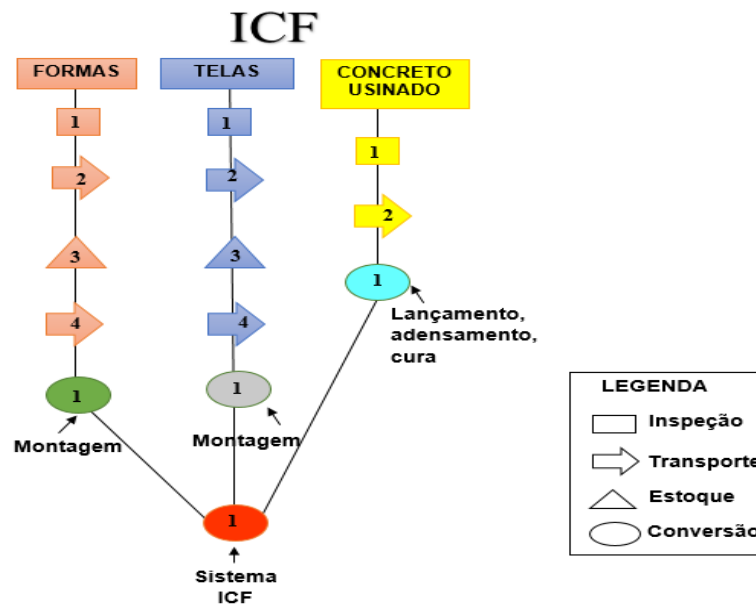 ICF
FORMAS
TELAS
CONCRETO
USINADO
1
1
1
2
2
2
3
3
1
4
4
Lançamento,
adensamento,
cura
1
1
Montagem
Montagem
1
Sistema
ICF
LEGENDA
Inspeção
Transporte
Estoque
Conversão